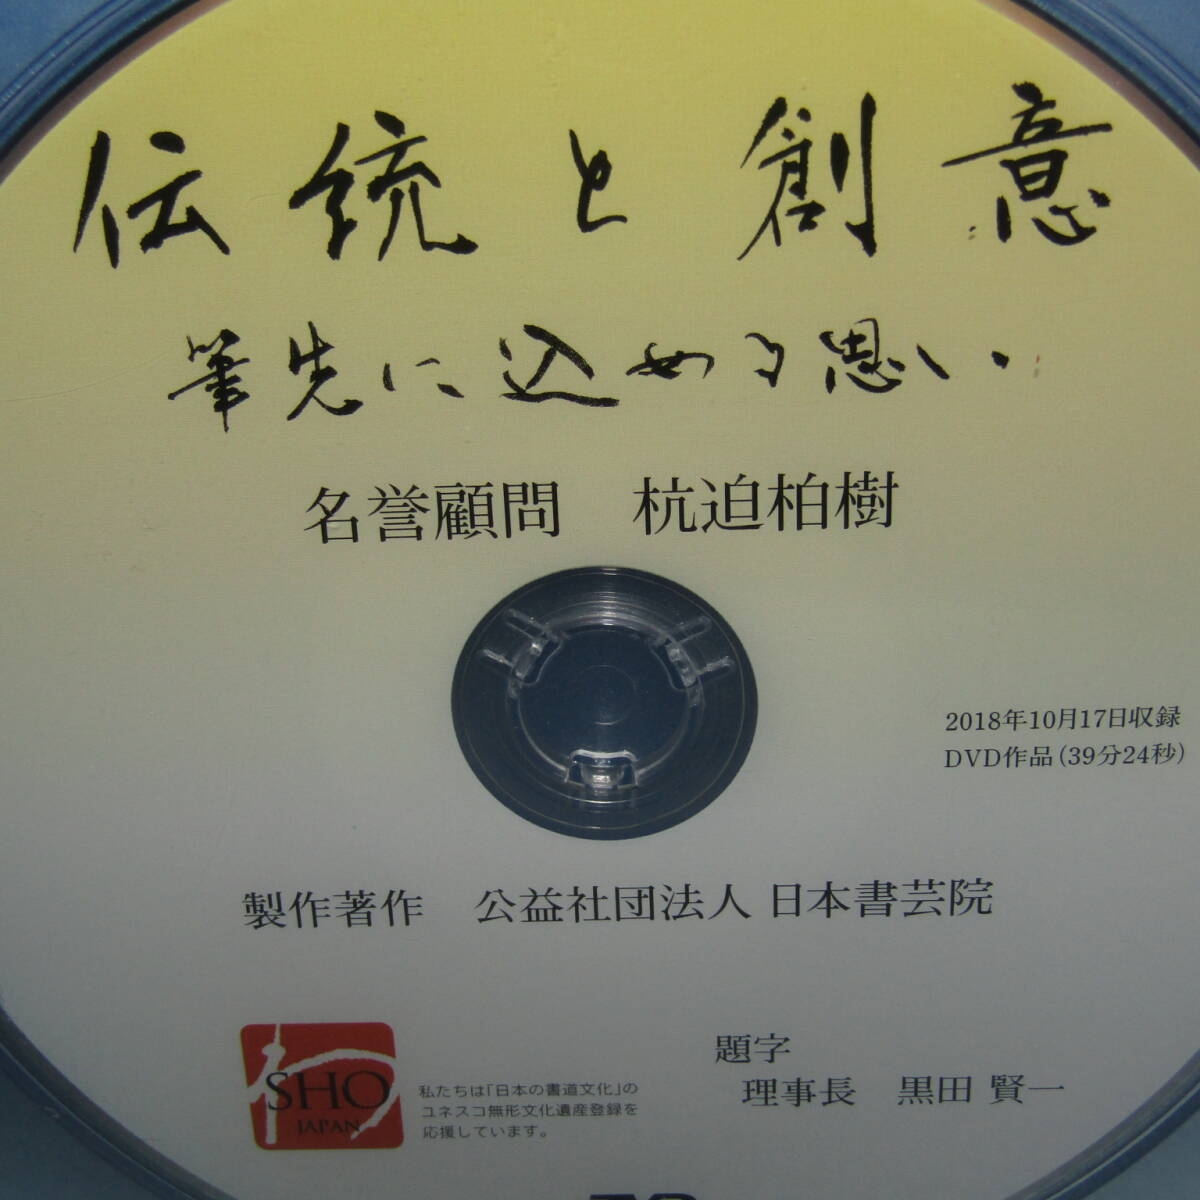 伝統と創意
筆先に込める思い
名誉顧問　杭迫柏樹
2018年10月17日収録
DVD作品（39分24秒）
製作著作　公益社団法人 日本書芸院
SHO
JAPAN
私たちは「日本の書道文化」の
ユネスコ無形文化遺産登録を
応援しています。
題字
理事長　黒田 賢一